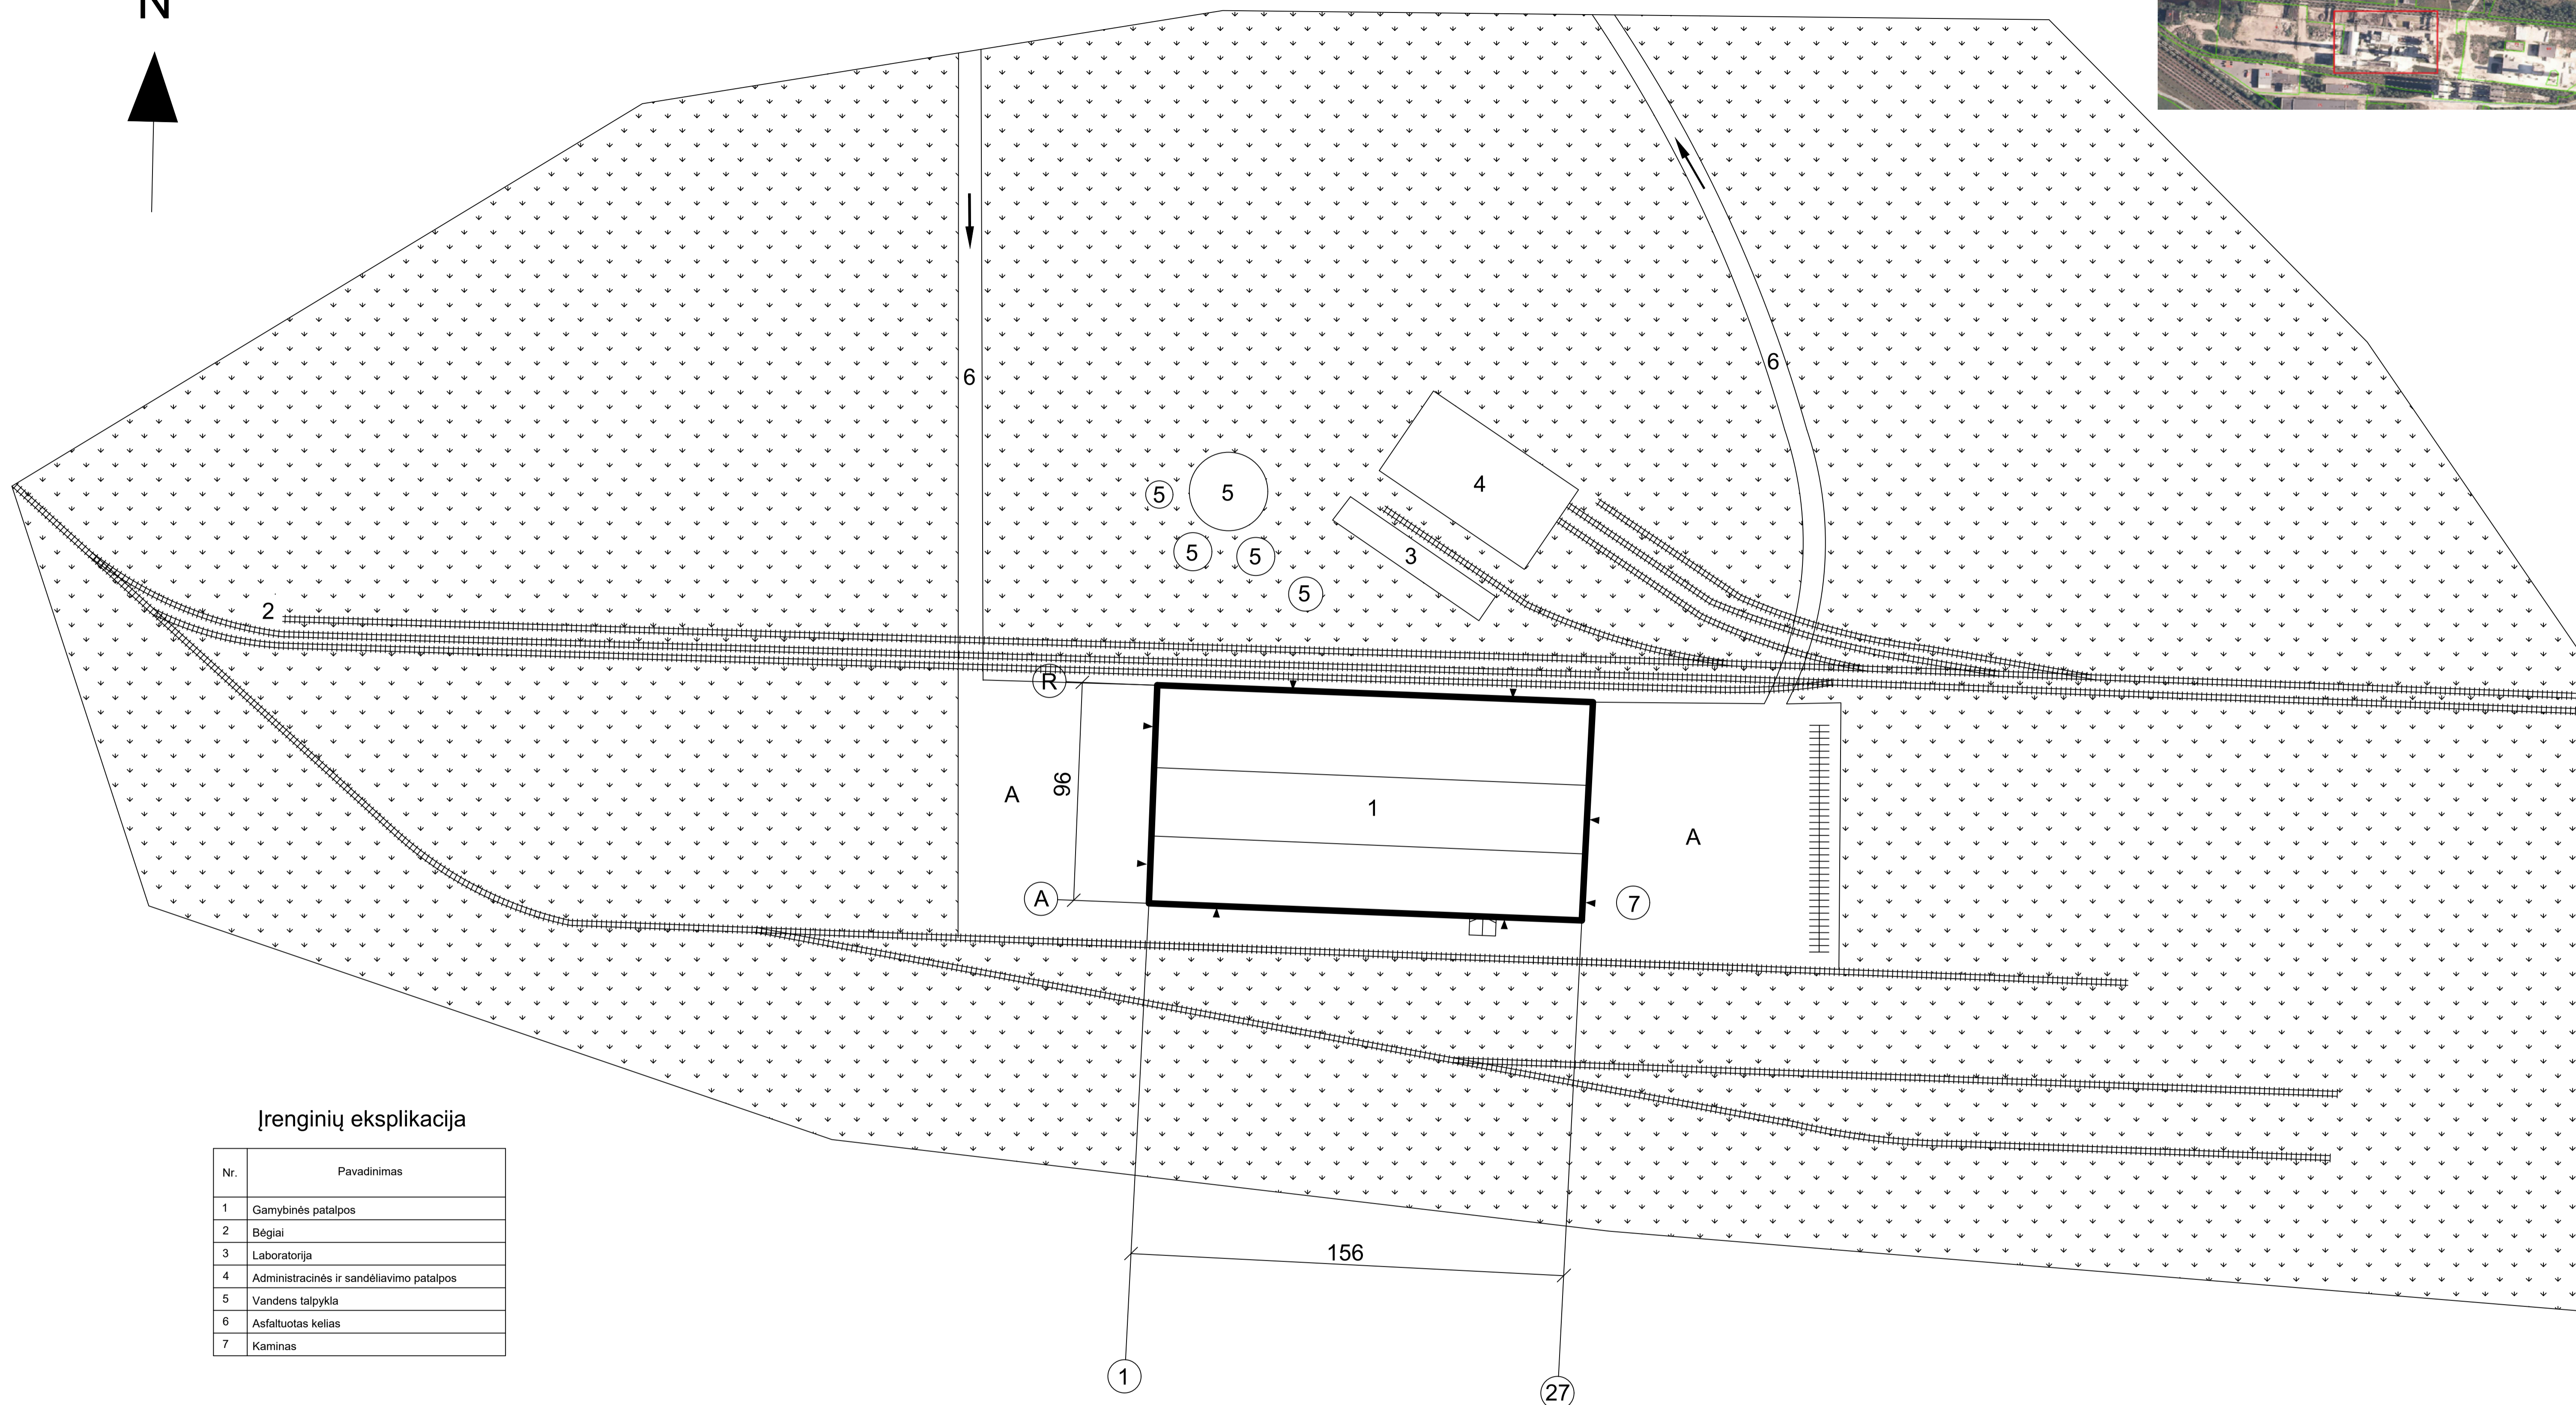 N
6
6
5
5
4
5
5
3
5
2
R
96
A
1
A
A
7
Įrenginių eksplikacija
Nr. Pavadinimas
1 Gamybinės patalpos
2 Bėgiai
3 Laboratorija
4 Administracinės ir sandėliavimo patalpos
5 Vandens talpykla
6 Asfaltuotas kelias
7 Kaminas
156
1
27